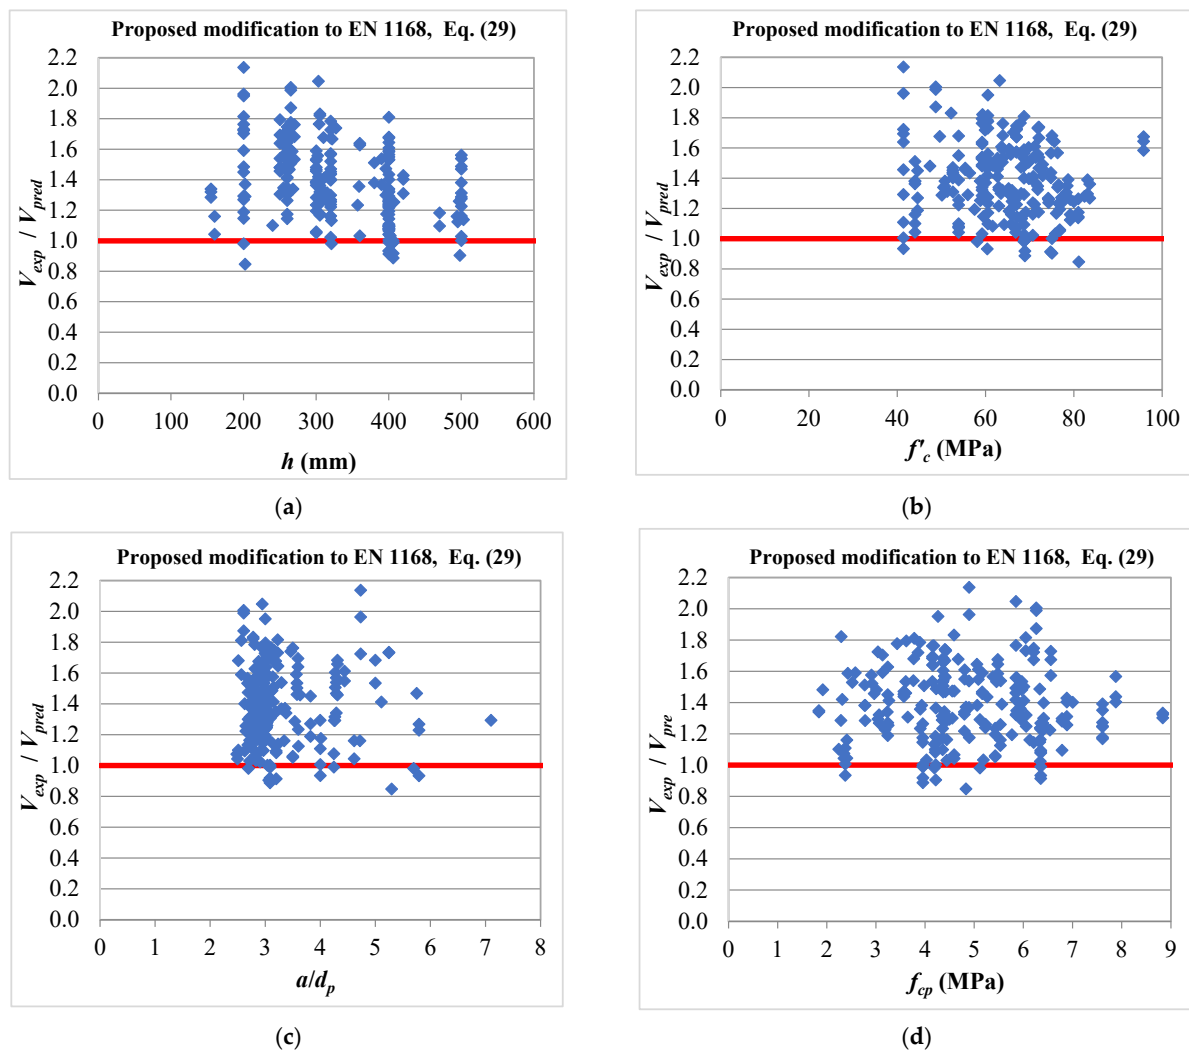 Proposed modification to EN 1168,  Eq. (29)
V_exp / V_pred
2.2
2.0
1.8
1.6
1.4
1.2
1.0
0.8
0.6
0.4
0.2
0.0
0 100 200 300 400 500 600
h (mm)
(a)
Proposed modification to EN 1168,  Eq. (29)
V_exp / V_pred
2.2
2.0
1.8
1.6
1.4
1.2
1.0
0.8
0.6
0.4
0.2
0.0
0 20 40 60 80 100
f'_c (MPa)
(b)
Proposed modification to EN 1168,  Eq. (29)
V_exp / V_pred
2.2
2.0
1.8
1.6
1.4
1.2
1.0
0.8
0.6
0.4
0.2
0.0
0 1 2 3 4 5 6 7 8
a/d_p
(c)
Proposed modification to EN 1168,  Eq. (29)
V_exp / V_pre
2.2
2.0
1.8
1.6
1.4
1.2
1.0
0.8
0.6
0.4
0.2
0.0
0 1 2 3 4 5 6 7 8 9
f_cp (MPa)
(d)